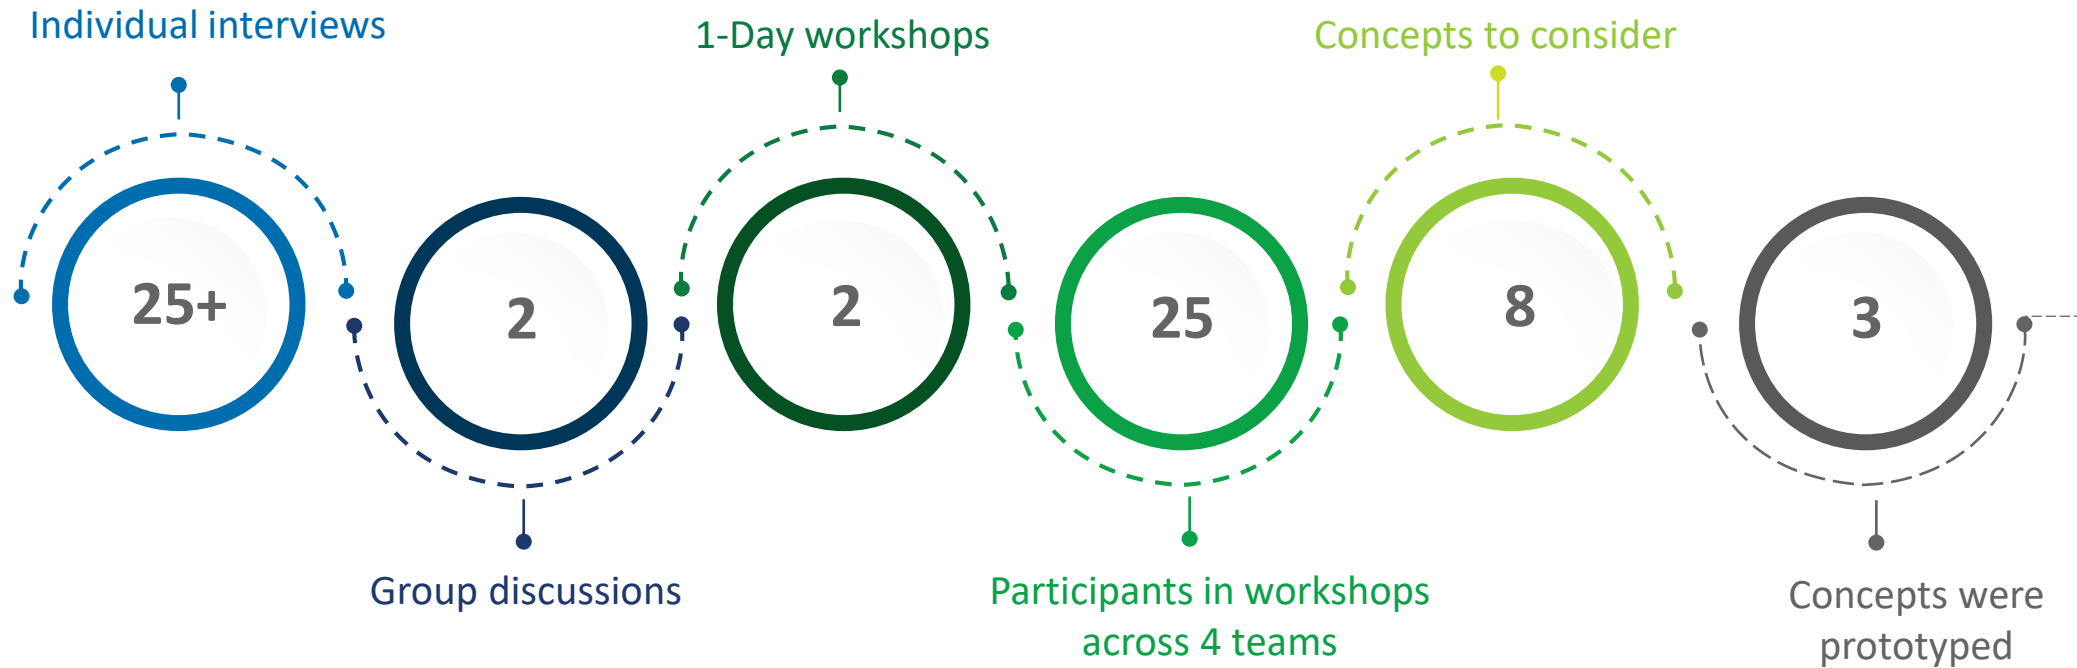 Individual interviews
1-Day workshops
Concepts to consider
25+
2
2
25
8
3
Group discussions
Participants in workshops
across 4 teams
Concepts were
prototyped